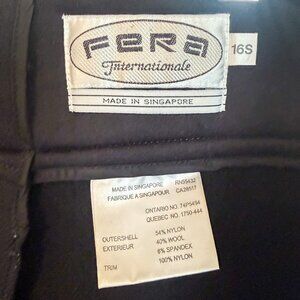 FERA
Internationale
16S
MADE IN SINGAPORE
MADE IN SINGAPORE RN55432
FABRIQUE A SINGAPOUR CA28517
ONTARIO NO. 74P5494
QUEBEC NO. 1750-444
OUTERSHELL 54% NYLON
EXTERIEUR 40% WOOL
6% SPANDEX
TRIM 100% NYLON